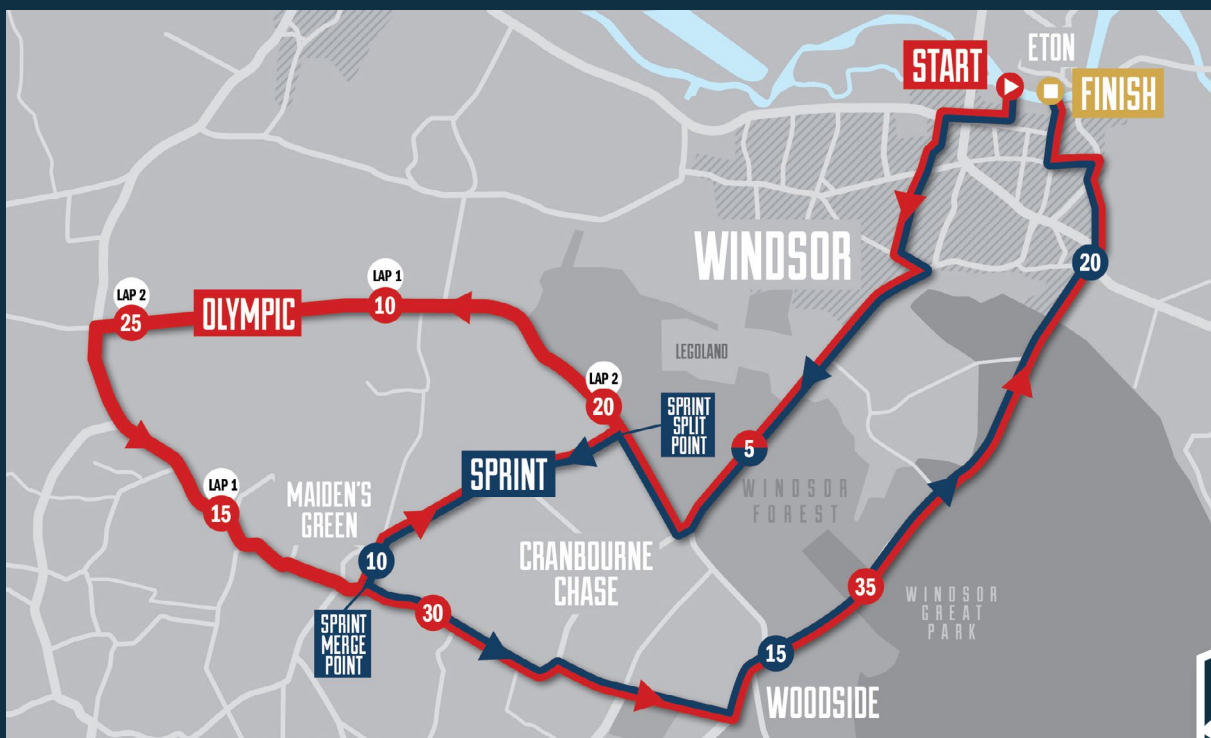 START
ETON
FINISH
WINDSOR
20
LAP 1
10
LAP 2
25
OLYMPIC
LEGOLAND
LAP 2
20
SPRINT
SPLIT
POINT
5
SPRINT
WINDSOR
FOREST
LAP 1
15
MAIDEN'S
GREEN
10
CRANBOURNE
CHASE
SPRINT
MERGE
POINT
30
35
WINDSOR
GREAT
PARK
15
WOODSIDE